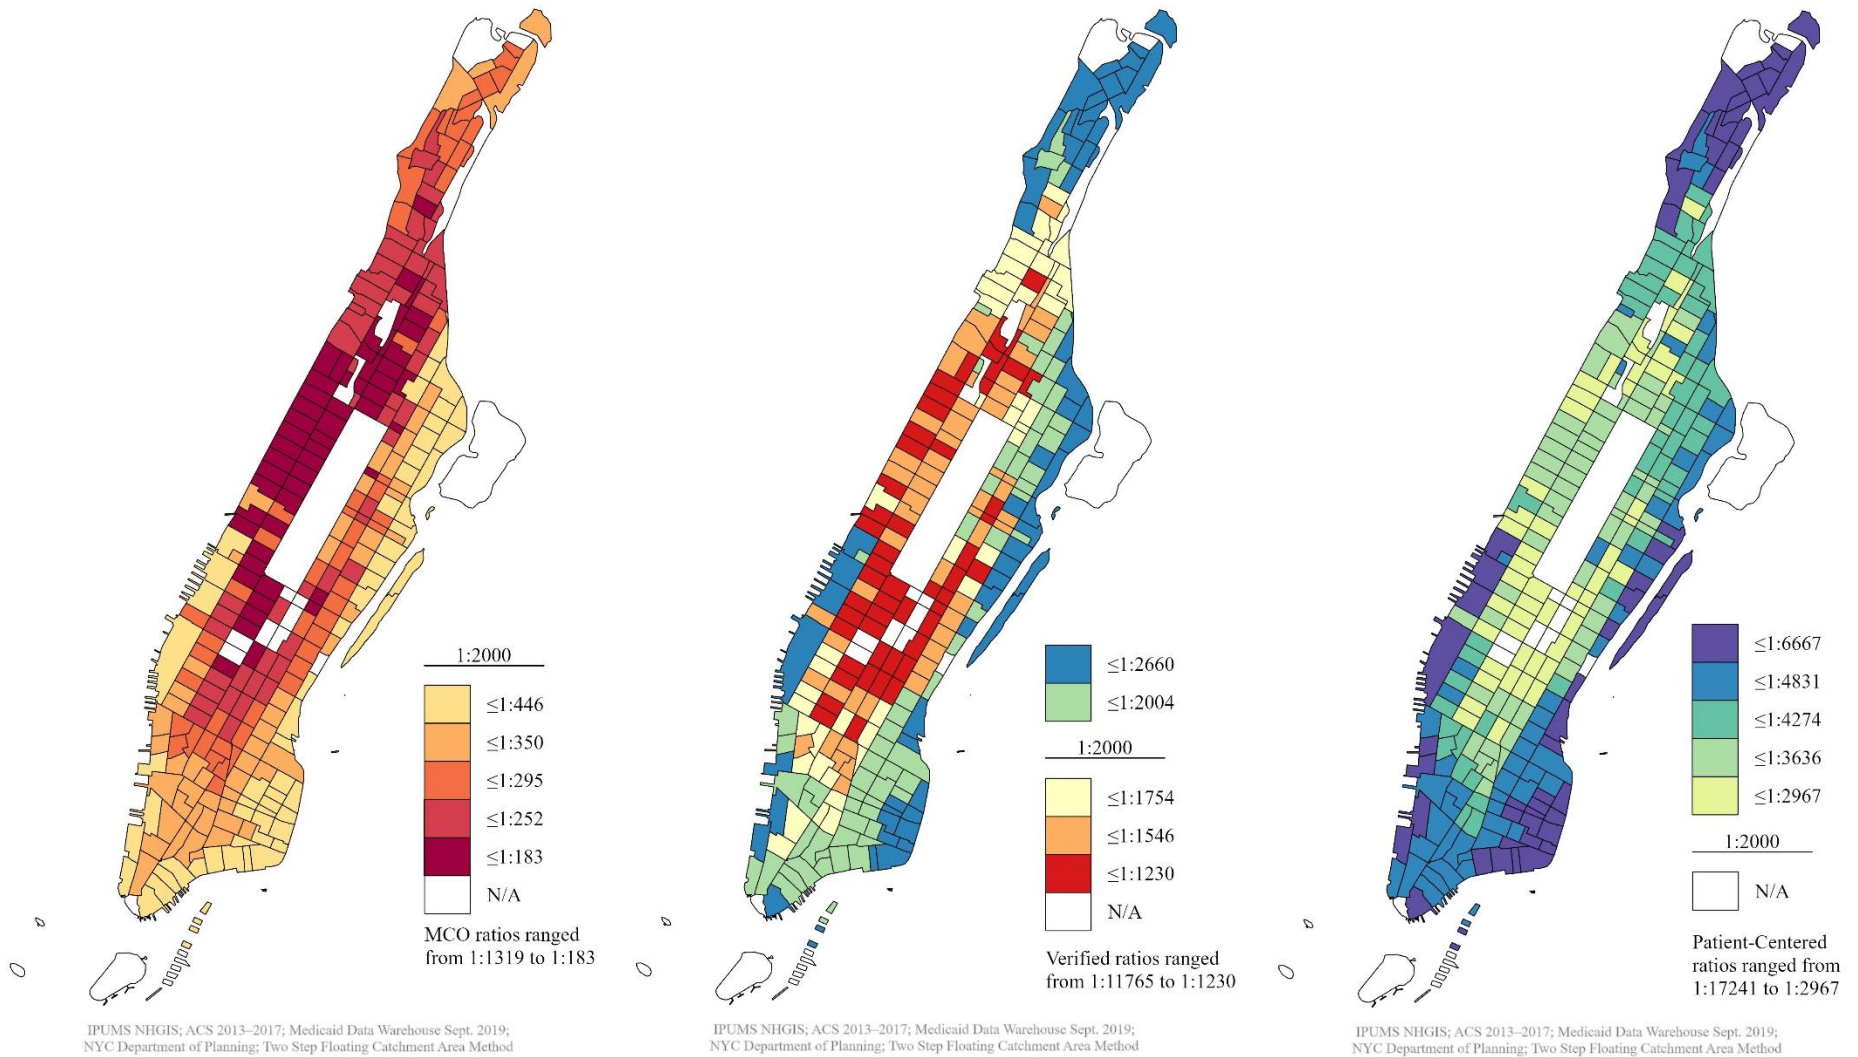 1:2000
≤1:446
≤1:350
≤1:295
≤1:252
≤1:183
N/A
MCO ratios ranged
from 1:1319 to 1:183
IPUMS NHGIS; ACS 2013–2017; Medicaid Data Warehouse Sept. 2019;
NYC Department of Planning; Two Step Floating Catchment Area Method
≤1:2660
≤1:2004
1:2000
≤1:1754
≤1:1546
≤1:1230
N/A
Verified ratios ranged
from 1:11765 to 1:1230
IPUMS NHGIS; ACS 2013–2017; Medicaid Data Warehouse Sept. 2019;
NYC Department of Planning; Two Step Floating Catchment Area Method
≤1:6667
≤1:4831
≤1:4274
≤1:3636
≤1:2967
1:2000
N/A
Patient-Centered
ratios ranged from
1:17241 to 1:2967
IPUMS NHGIS; ACS 2013–2017; Medicaid Data Warehouse Sept. 2019;
NYC Department of Planning; Two Step Floating Catchment Area Method